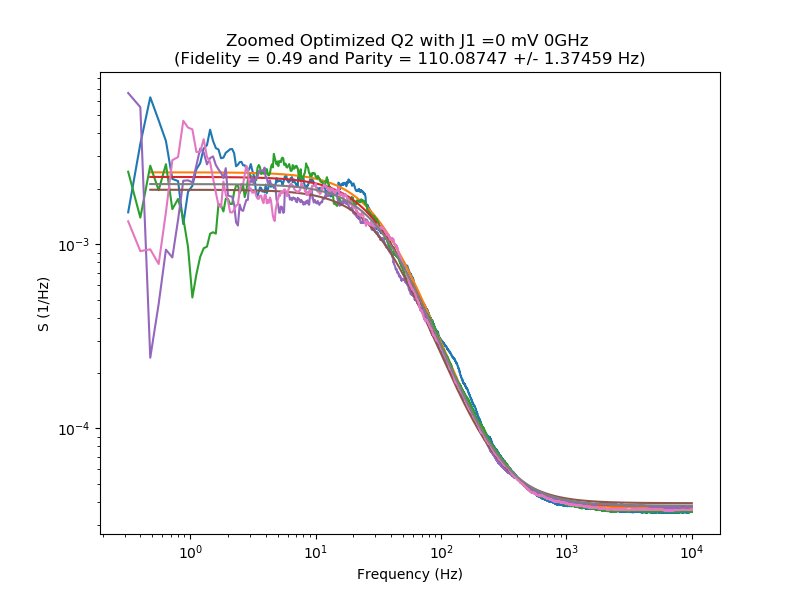 Zoomed Optimized Q2 with J1 =0 mV 0GHz
(Fidelity = 0.49 and Parity = 110.08747 +/- 1.37459 Hz)
S (1/Hz)
10⁻³
10⁻⁴
10⁰ 10¹ 10² 10³ 10⁴
Frequency (Hz)